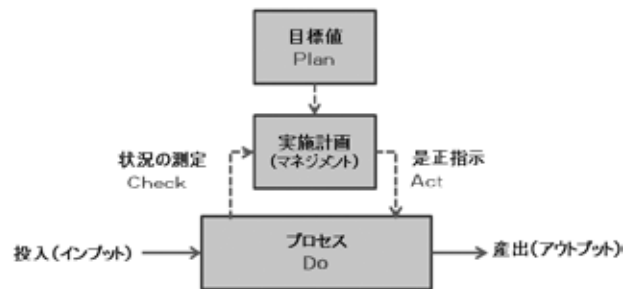 目標値
Plan
実施計画
(マネジメント)
状況の測定
Check
是正指示
Act
投入(インプット)
プロセス
Do
産出(アウトプット)